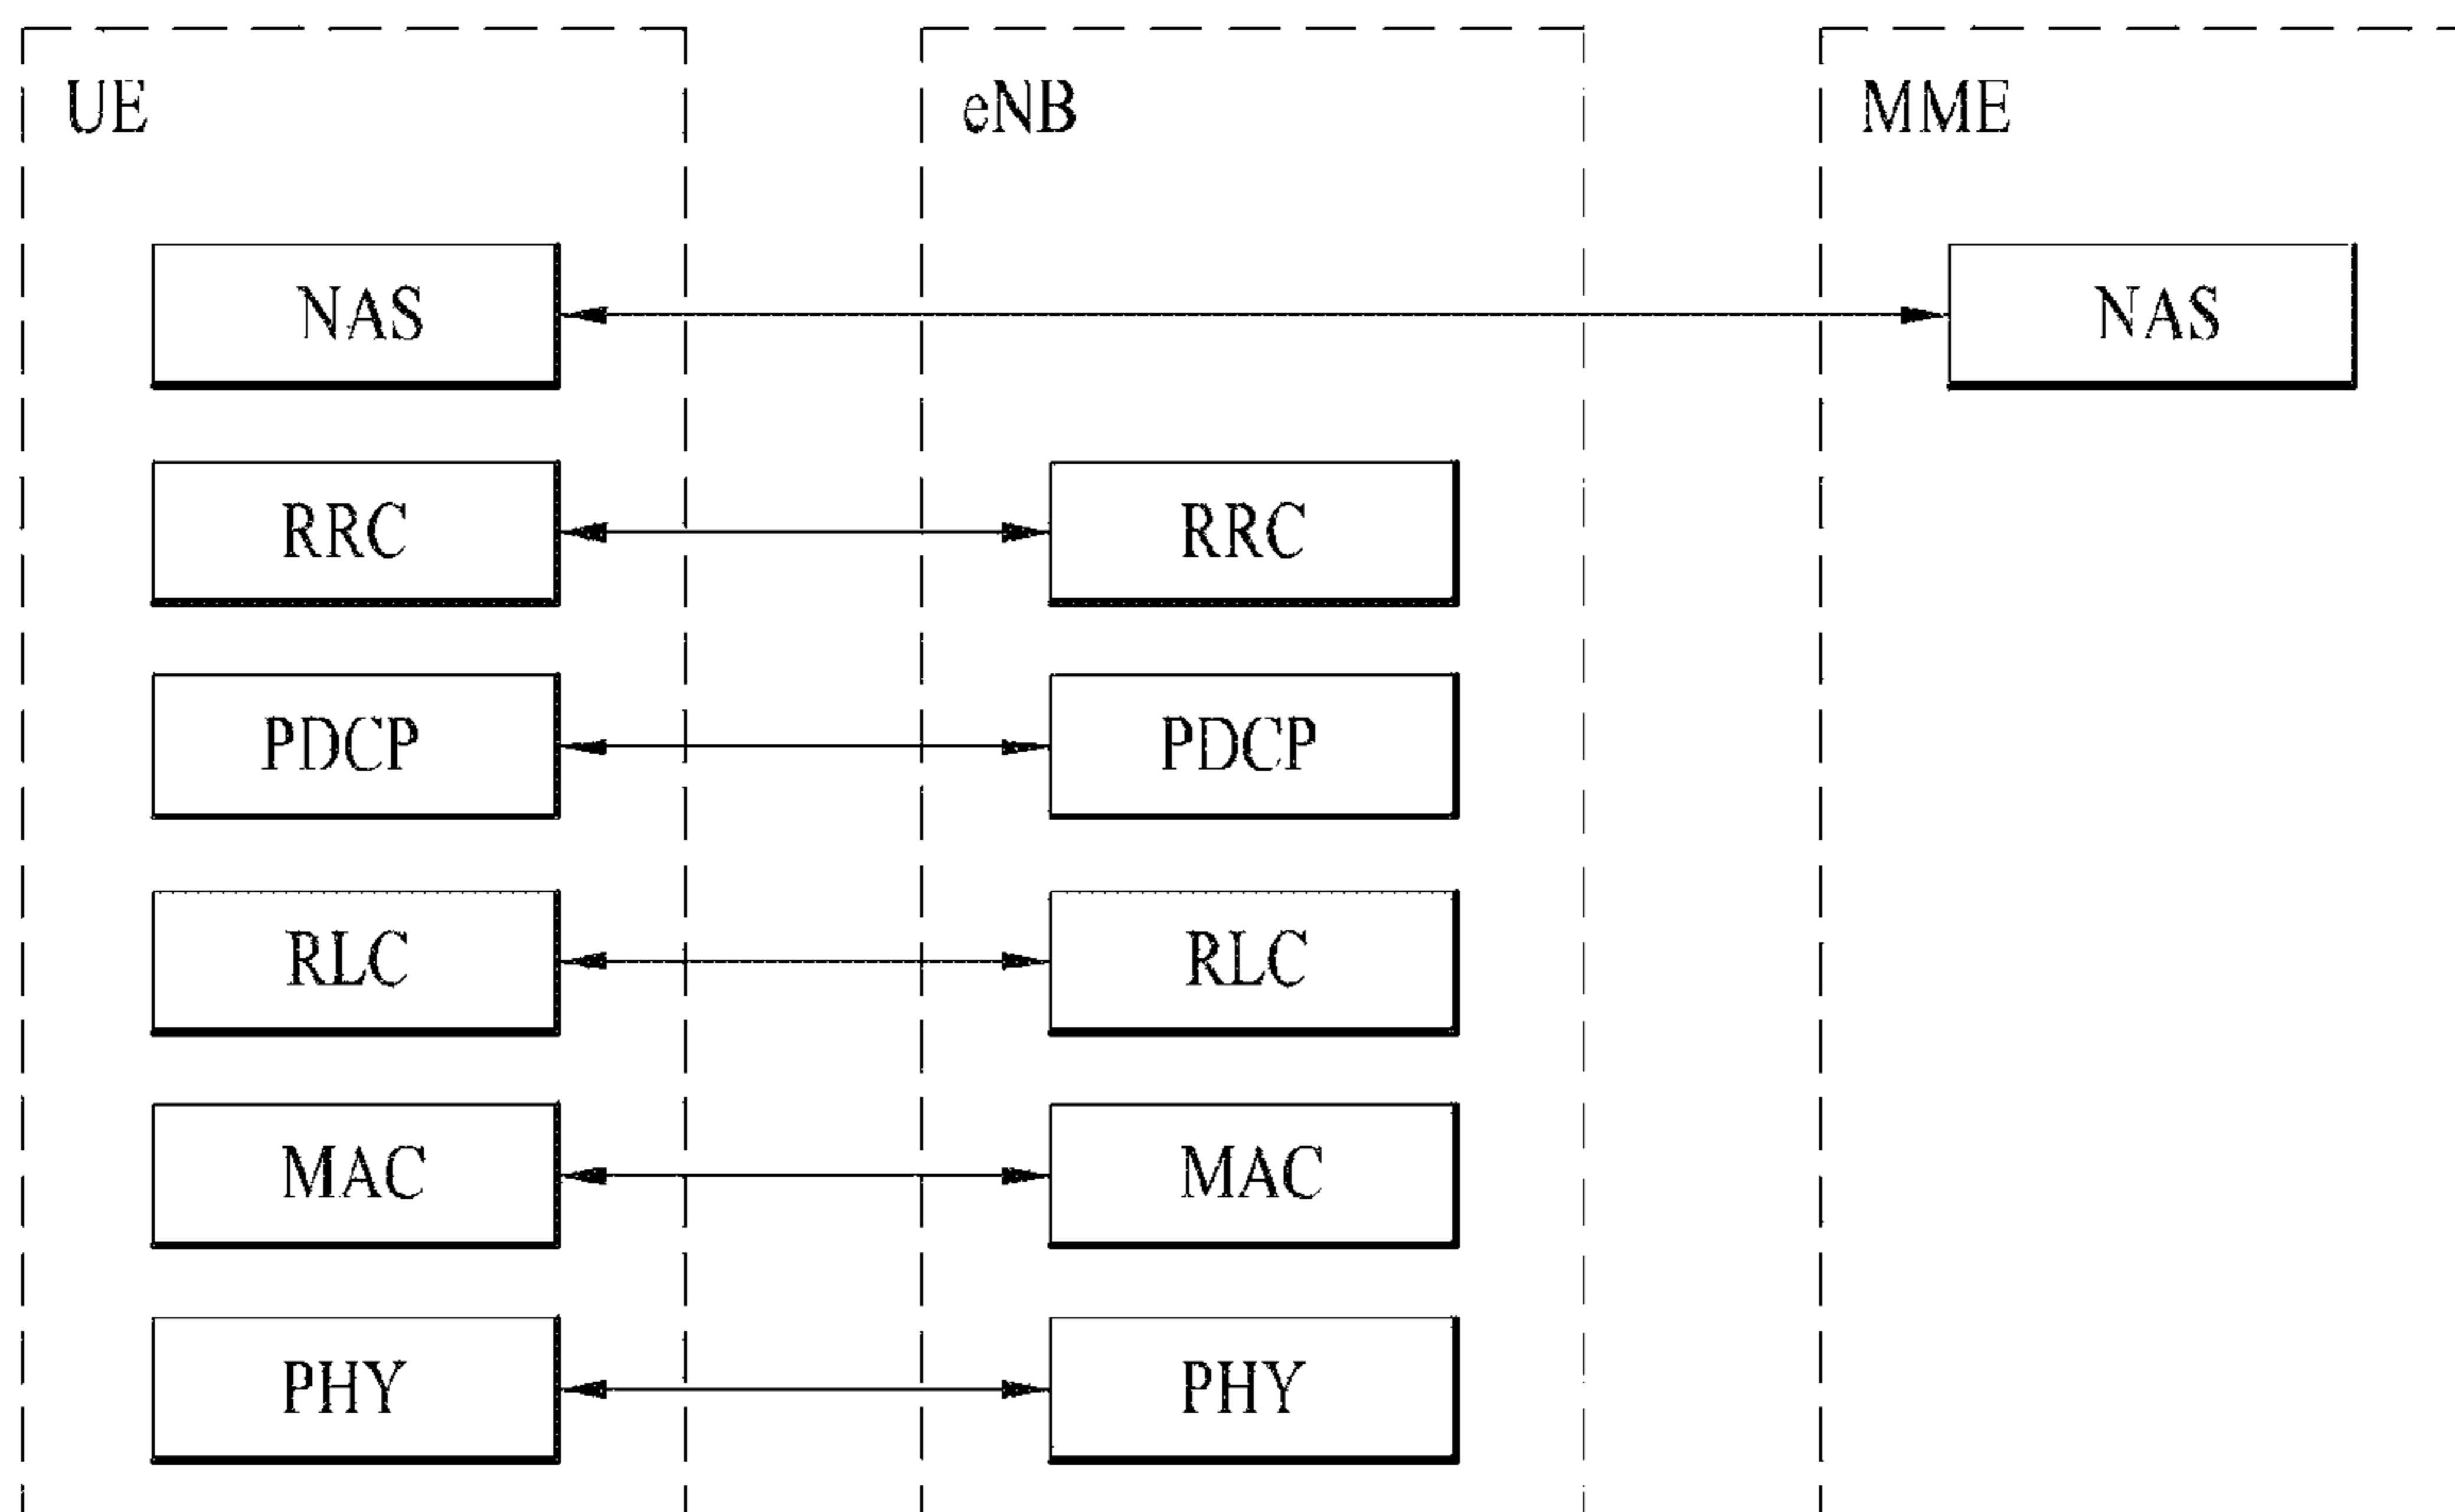 UE eNB MME
NAS NAS
RRC RRC
PDCP PDCP
RLC RLC
MAC MAC
PHY PHY